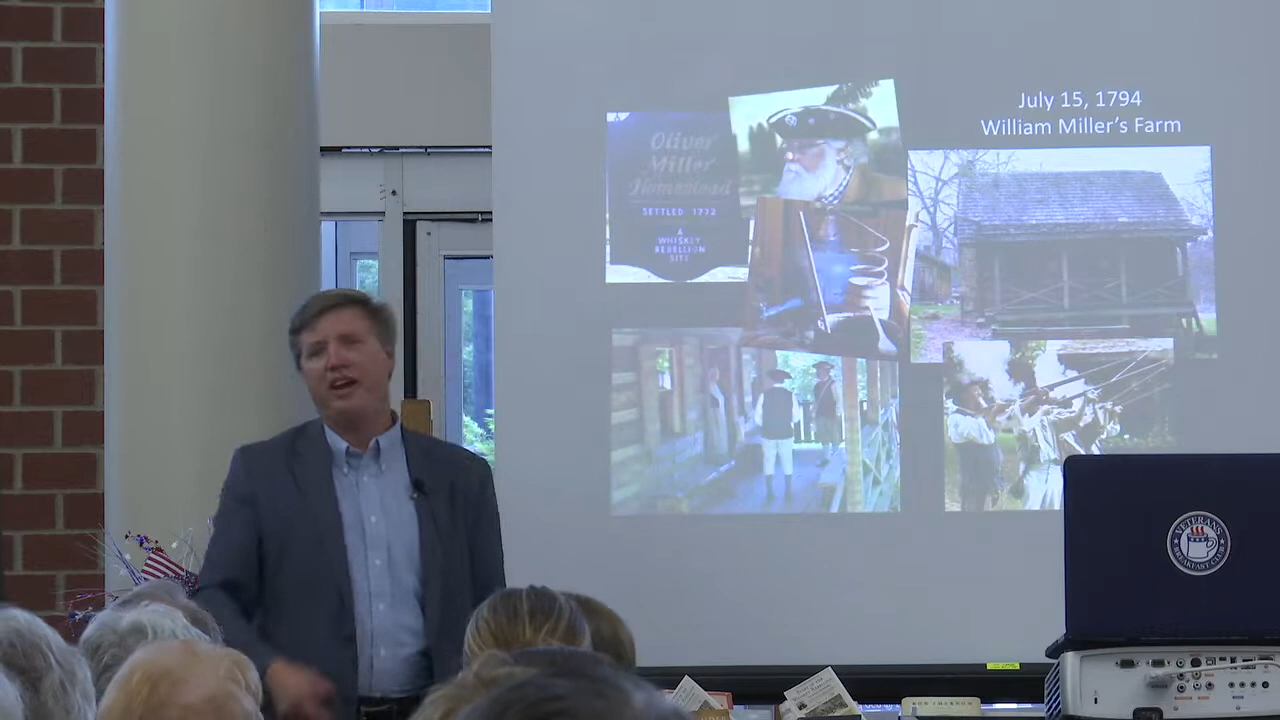 July 15, 1794
William Miller's Farm
Oliver
Miller
Homestead
SETTLED 1772
A
WHISKEY
REBELLION
SITE
VETERANS
BREAKFAST CLUB